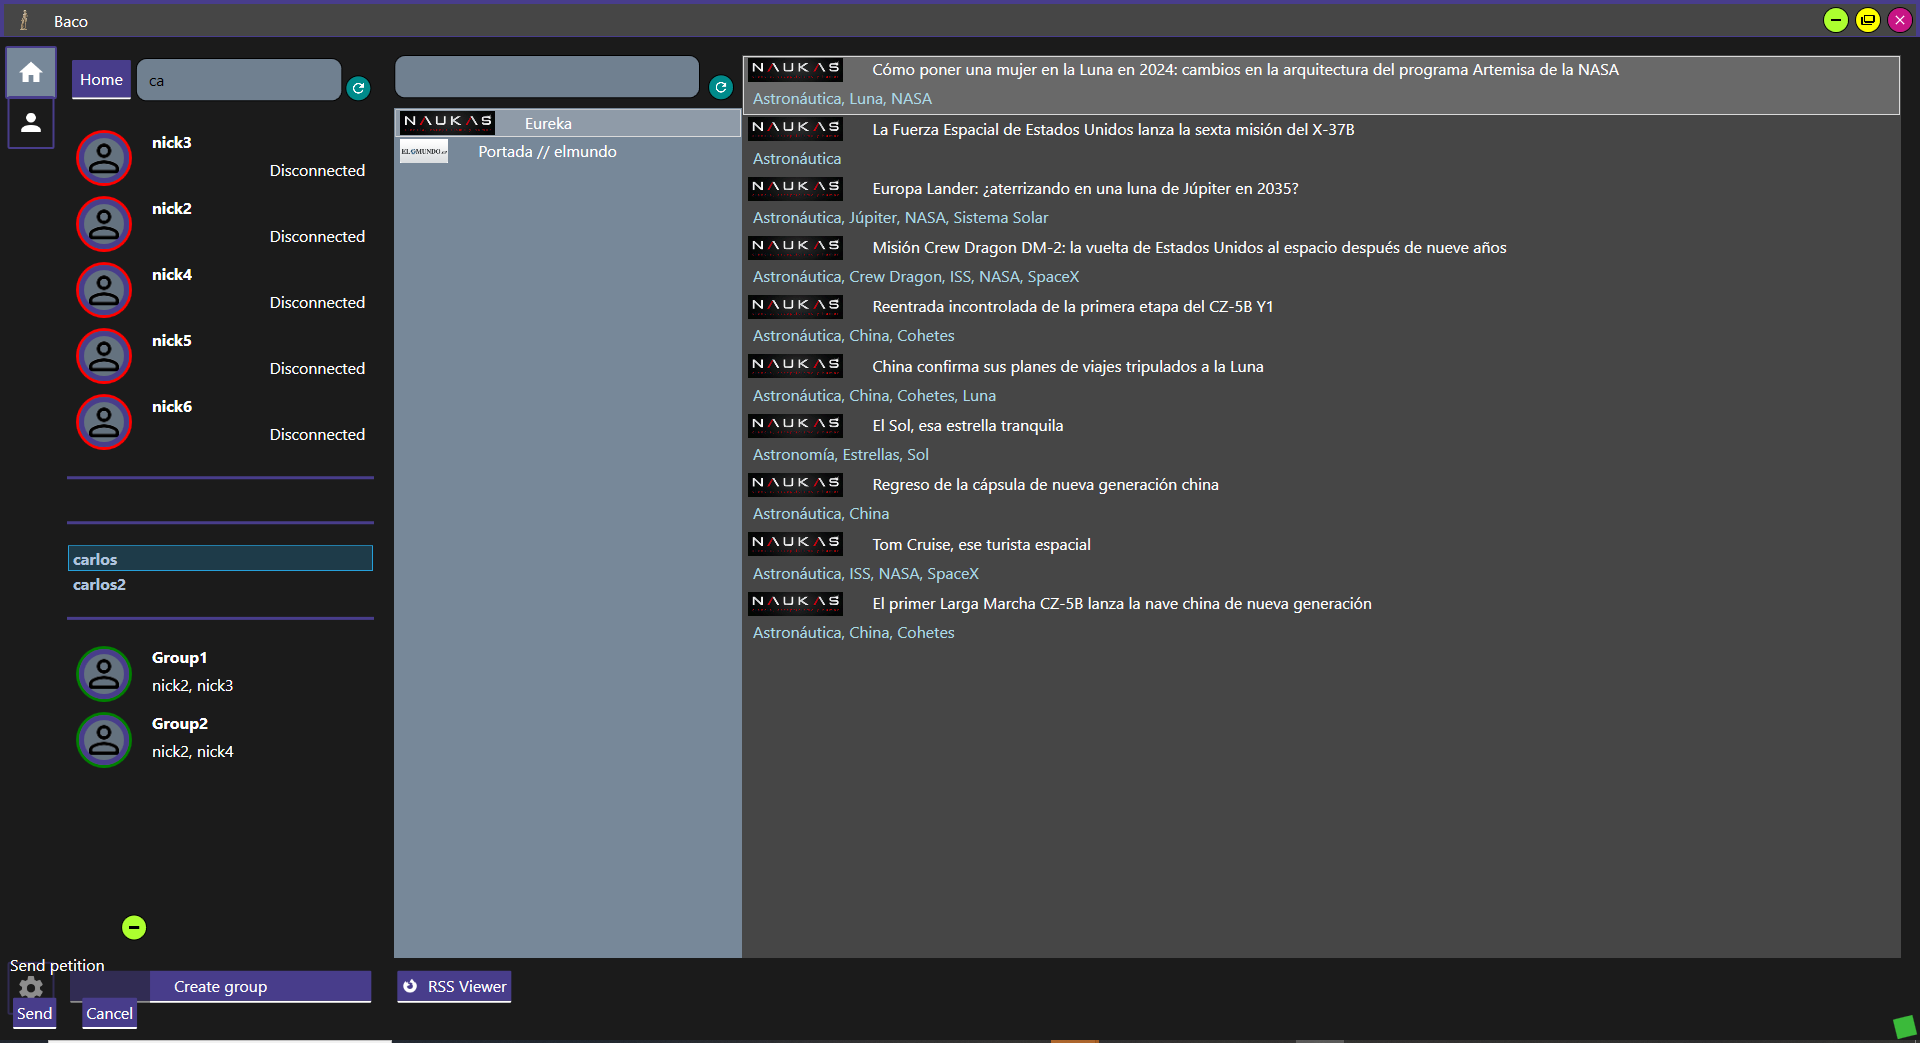 Baco
Home
ca
nick3
Disconnected
nick2
Disconnected
nick4
Disconnected
nick5
Disconnected
nick6
Disconnected
carlos
carlos2
Group1
nick2, nick3
Group2
nick2, nick4
Send petition
Create group
Send
Cancel
NAUKAS
Eureka
EL MUNDO.es
Portada // elmundo
RSS Viewer
NAUKAS
Cómo poner una mujer en la Luna en 2024: cambios en la arquitectura del programa Artemisa de la NASA
Astronáutica, Luna, NASA
NAUKAS
La Fuerza Espacial de Estados Unidos lanza la sexta misión del X-37B
Astronáutica
NAUKAS
Europa Lander: ¿aterrizando en una luna de Júpiter en 2035?
Astronáutica, Júpiter, NASA, Sistema Solar
NAUKAS
Misión Crew Dragon DM-2: la vuelta de Estados Unidos al espacio después de nueve años
Astronáutica, Crew Dragon, ISS, NASA, SpaceX
NAUKAS
Reentrada incontrolada de la primera etapa del CZ-5B Y1
Astronáutica, China, Cohetes
NAUKAS
China confirma sus planes de viajes tripulados a la Luna
Astronáutica, China, Cohetes, Luna
NAUKAS
El Sol, esa estrella tranquila
Astronomía, Estrellas, Sol
NAUKAS
Regreso de la cápsula de nueva generación china
Astronáutica, China
NAUKAS
Tom Cruise, ese turista espacial
Astronáutica, ISS, NASA, SpaceX
NAUKAS
El primer Larga Marcha CZ-5B lanza la nave china de nueva generación
Astronáutica, China, Cohetes